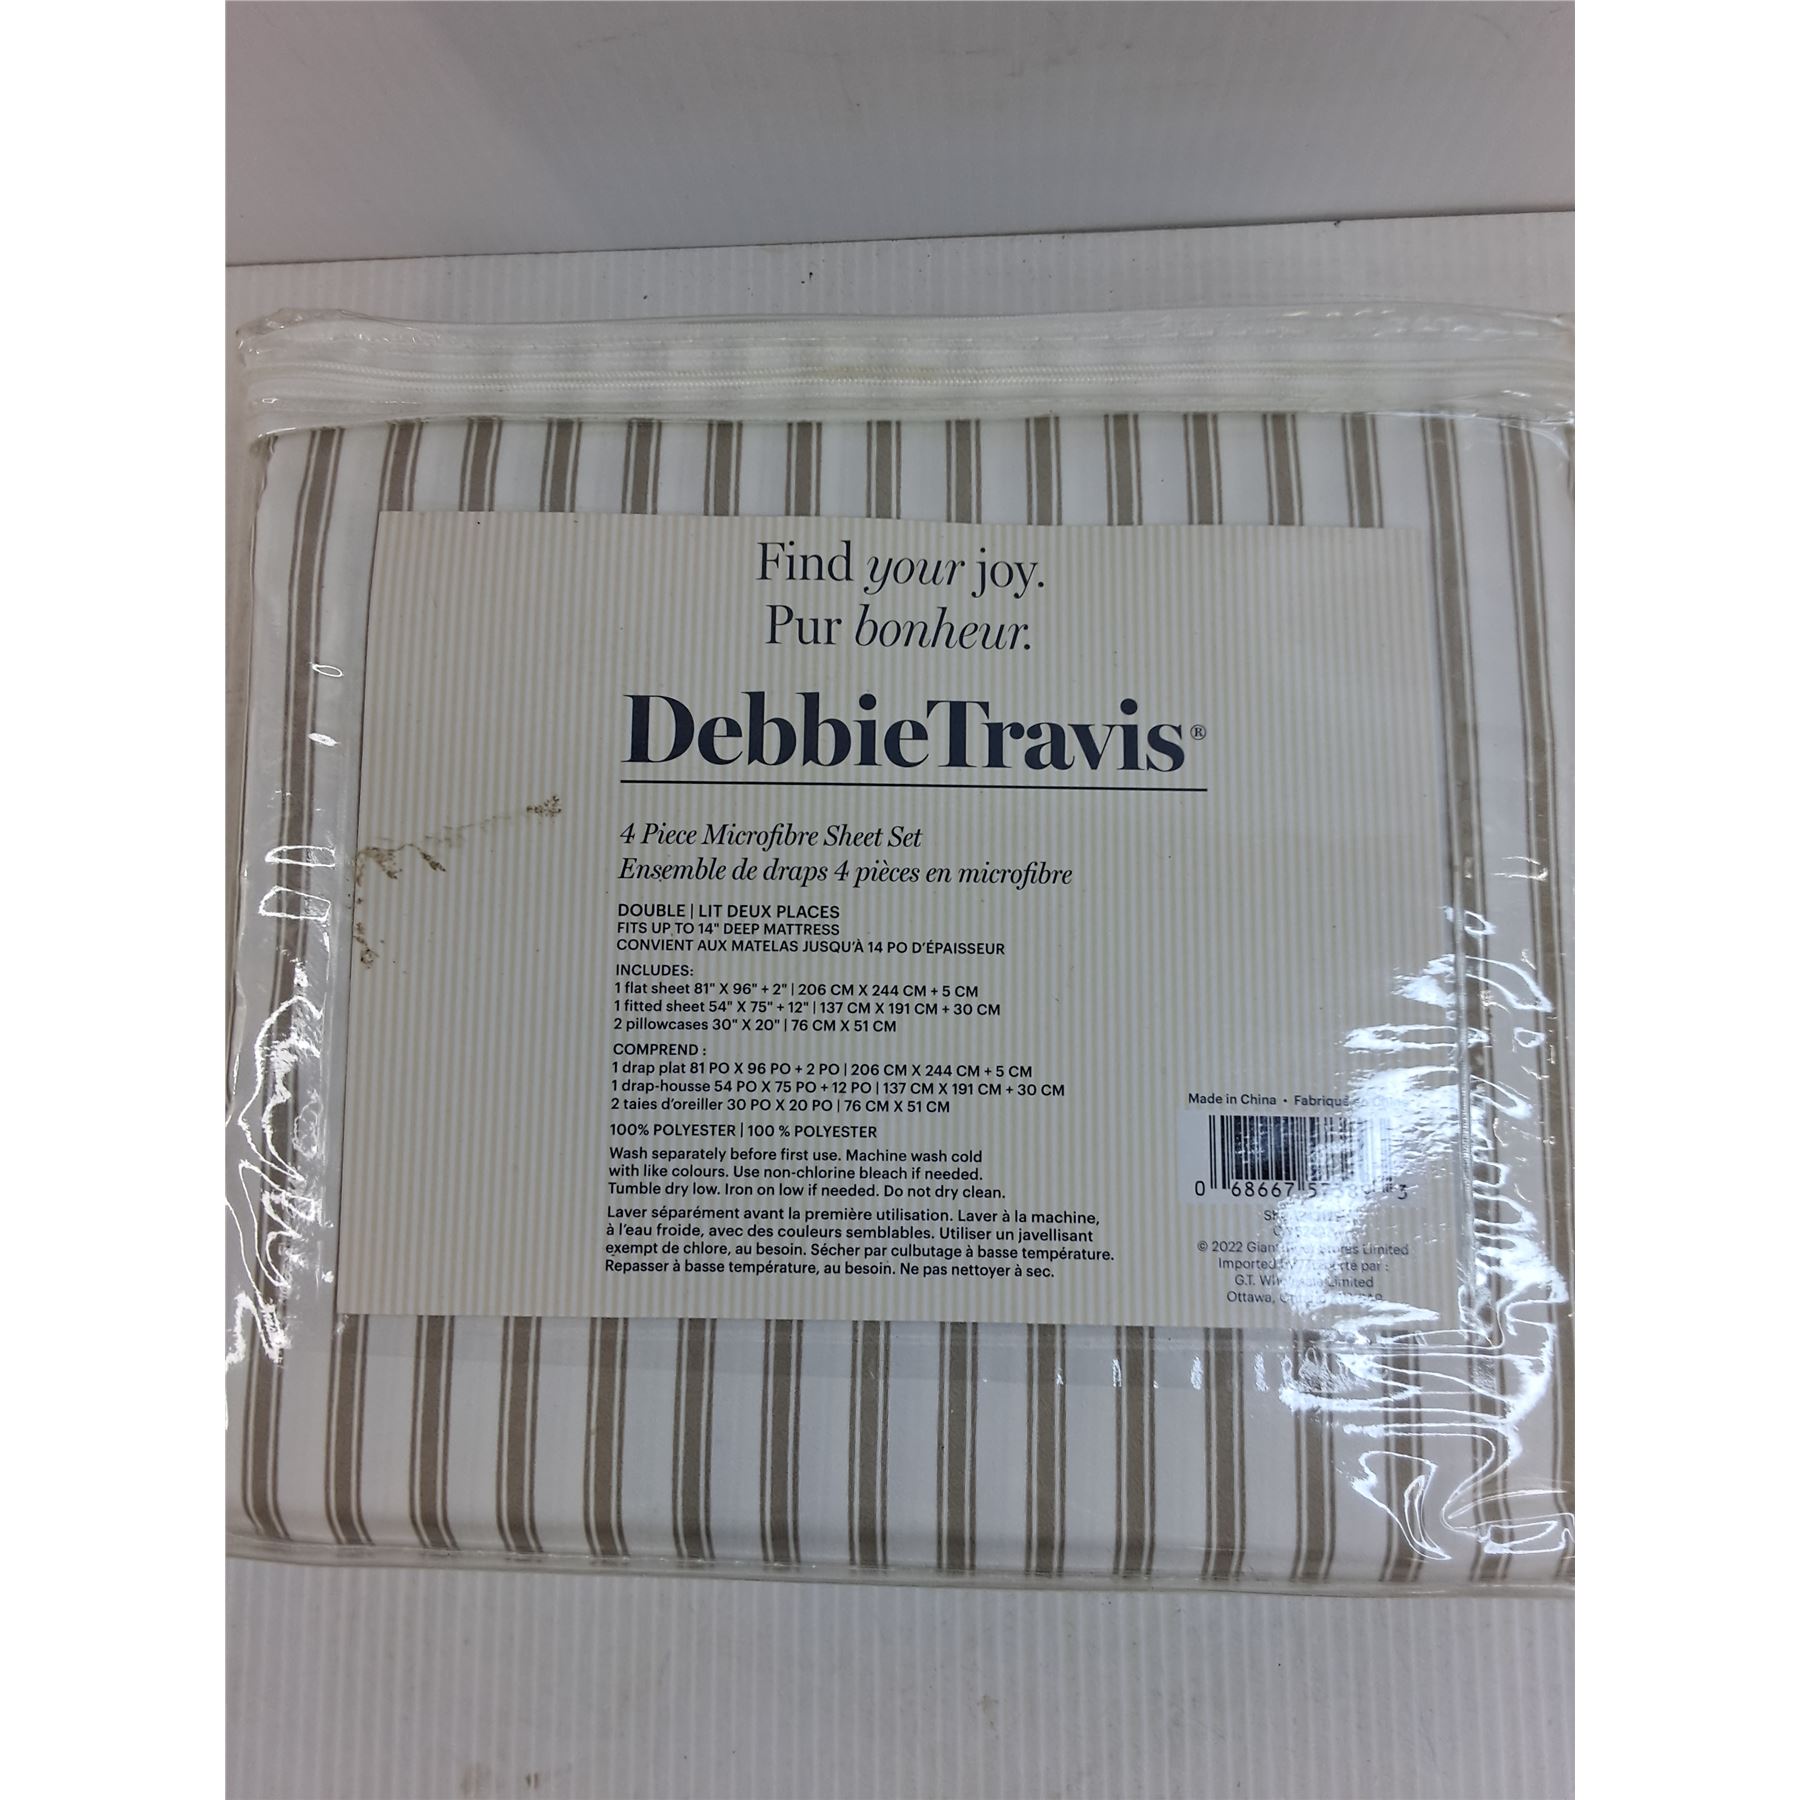 Find your joy.
Pur bonheur.
DebbieTravis®
4 Piece Microfibre Sheet Set
Ensemble de draps 4 pièces en microfibre
DOUBLE | LIT DEUX PLACES
FITS UP TO 14" DEEP MATTRESS
CONVIENT AUX MATELAS JUSQU'À 14 PO D'ÉPAISSEUR
INCLUDES:
1 flat sheet 81" X 96" + 2" | 206 CM X 244 CM + 5 CM
1 fitted sheet 54" X 75" + 12" | 137 CM X 191 CM + 30 CM
2 pillowcases 30" X 20" | 76 CM X 51 CM
COMPREND :
1 drap plat 81 PO X 96 PO + 2 PO | 206 CM X 244 CM + 5 CM
1 drap-housse 54 PO X 75 PO + 12 PO | 137 CM X 191 CM + 30 CM
2 taies d'oreiller 30 PO X 20 PO | 76 CM X 51 CM
100% POLYESTER | 100 % POLYESTER
Wash separately before first use. Machine wash cold
with like colours. Use non-chlorine bleach if needed.
Tumble dry low. Iron on low if needed. Do not dry clean.
Laver séparément avant la première utilisation. Laver à la machine,
à l'eau froide, avec des couleurs semblables. Utiliser un javellisant
exempt de chlore, au besoin. Sécher par culbutage à basse température.
Repasser à basse température, au besoin. Ne pas nettoyer à sec.
Made in China • Fabriqué
0 68667 3
© 2022 Giant Limited
Imported par :
G.T. Limited
Ottawa,